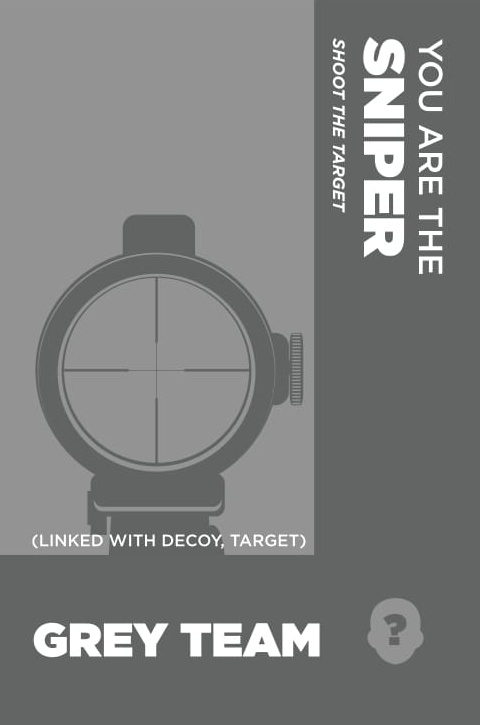 YOU ARE THE
SNIPER
SHOOT THE TARGET
(LINKED WITH DECOY, TARGET)
GREY TEAM
?